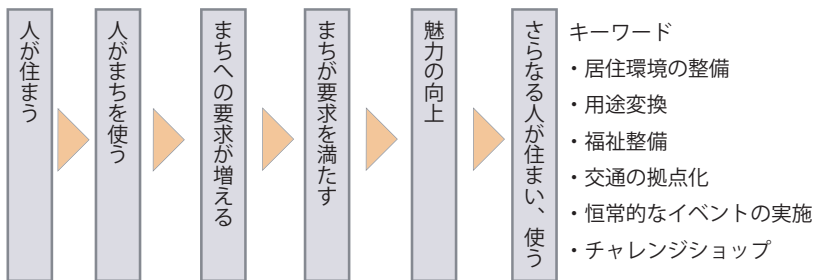 人が住まう
人がまちを使う
まちへの要求が増える
まちが要求を満たす
魅力の向上
さらなる人が住まい、使う
キーワード
・居住環境の整備
・用途変換
・福祉整備
・交通の拠点化
・恒常的なイベントの実施
・チャレンジショップ